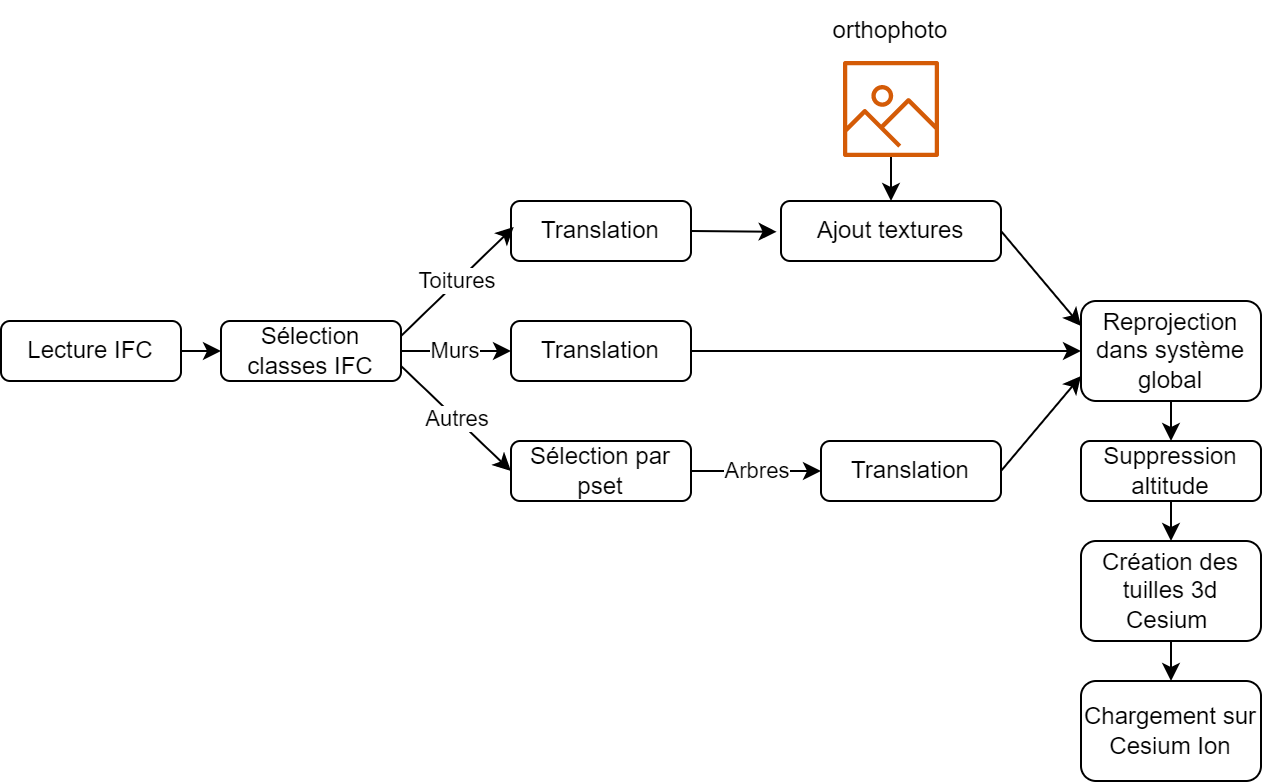 orthophoto
Translation
Ajout textures
Toitures
Lecture IFC
Sélection
classes IFC
Murs
Translation
Reprojection
dans système
global
Autres
Sélection par
pset
Arbres
Translation
Suppression
altitude
Création des
tuilles 3d
Cesium
Chargement sur
Cesium Ion